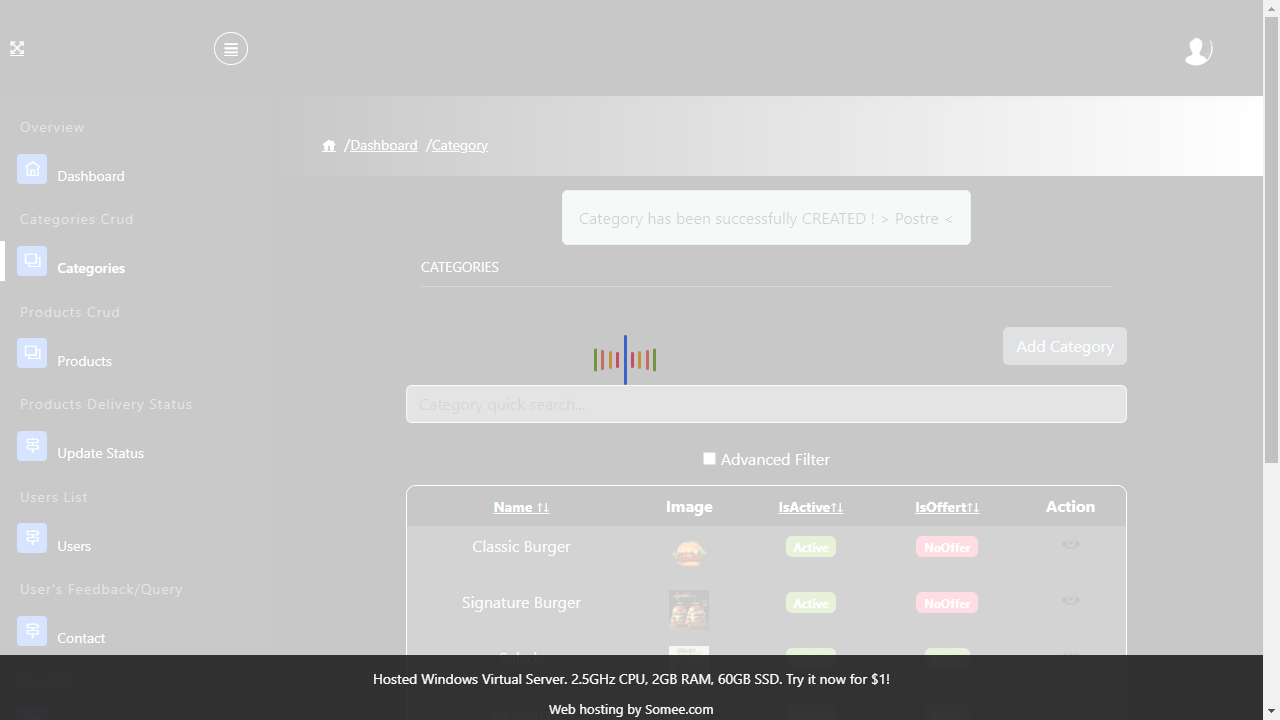 Overview
Dashboard
Categories Crud
Categories
Products Crud
Products
Products Delivery Status
Update Status
Users List
Users
User's Feedback/Query
Contact
/Dashboard /Category
Category has been successfully CREATED ! > Postre <
CATEGORIES
Add Category
Category quick search...
Advanced Filter
Name ↑↓ Image IsActive↑↓ IsOffert↑↓ Action
Classic Burger Active NoOffer
Signature Burger Active NoOffer
Salads
Hosted Windows Virtual Server. 2.5GHz CPU, 2GB RAM, 60GB SSD. Try it now for $1!
Web hosting by Somee.com